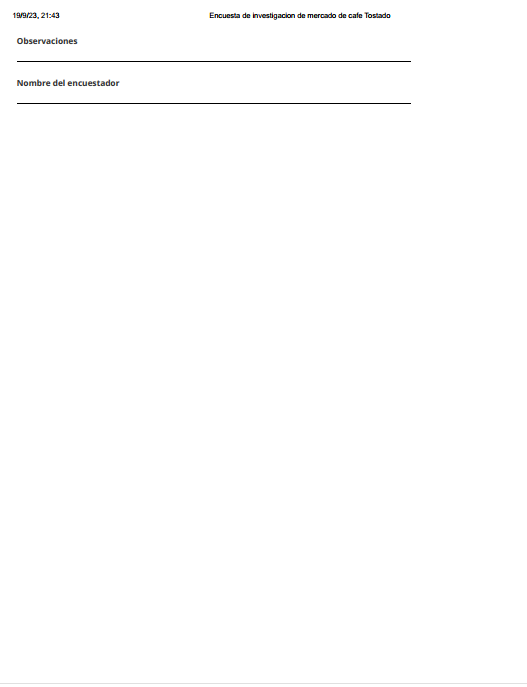 19/9/23, 21:43 Encuesta de investigacion de mercado de cafe Tostado
Observaciones
Nombre del encuestador